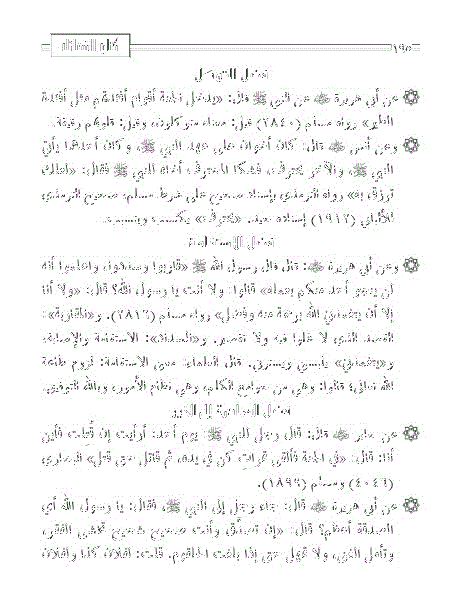 ١٩٥ كتاب الفضائل
فضل التوكل
عن أبي هريرة ﷺ عن النبي ﷺ قال: «يدخل الجنة أقوام أفئدتهم مثل أفئدة
الطير» رواه مسلم (٢٨٤٠) قيل: معناه متوكلون، وقيل: قلوبهم رقيقة.
وعن أنس ﷺ قال: كان أخوان على عهد النبي ﷺ، وكان أحدهما يأتي
النبي ﷺ، والآخر يحترف، فشكا المحترف أخاه للنبي ﷺ فقال: «لعلك
ترزق به» رواه الترمذي بإسناد صحيح على شرط مسلم، صحيح الترمذي
للألباني (١٩١٢) إسناده جيد. «يحترف»: يكتسب ويتسبب.
فضل الاستقامة
وعن أبي هريرة ﷺ: قال قال رسول الله ﷺ «قاربوا وسددوا، واعلموا أنه
لن ينجو أحد منكم بعمله» قالوا: ولا أنت يا رسول الله؟ قال: «ولا أنا
إلا أن يتغمدني الله برحمة منه وفضل» رواه مسلم (٢٨١٦). و«المقاربة»:
القصد الذي لا غلو فيه ولا تقصير. و«السداد»: الاستقامة والإصابة،
و«يتغمدني» يلبسني ويسترني. قال العلماء: معنى الاستقامة: لزوم طاعة
الله تعالى؛ قالوا: وهي من جوامع الكلم، وهي نظام الأمور، وبالله التوفيق.
فضل المبادرة إلى الخير
عن جابر ﷺ قال: قال رجل للنبي ﷺ: يوم أحد: أرأيت إن قُتِلت فأين
أنا: قال: «في الجنة فألقى تمرات كن في يده، ثم قاتل حتى قتل» البخاري
(٤٠٤٦) ومسلم (١٨٩٩).
عن أبي هريرة ﷺ قال: جاء رجل إلى النبي ﷺ، فقال: يا رسول الله أي
الصدقة أعظم؟ قال: «إن تصدَّق وأنت صحيح شحيح تخشى الفقر،
وتأمل الغنى، ولا تمهل حتى إذا بلغت الحلقوم. قلت: لفلان كذا ولفلان